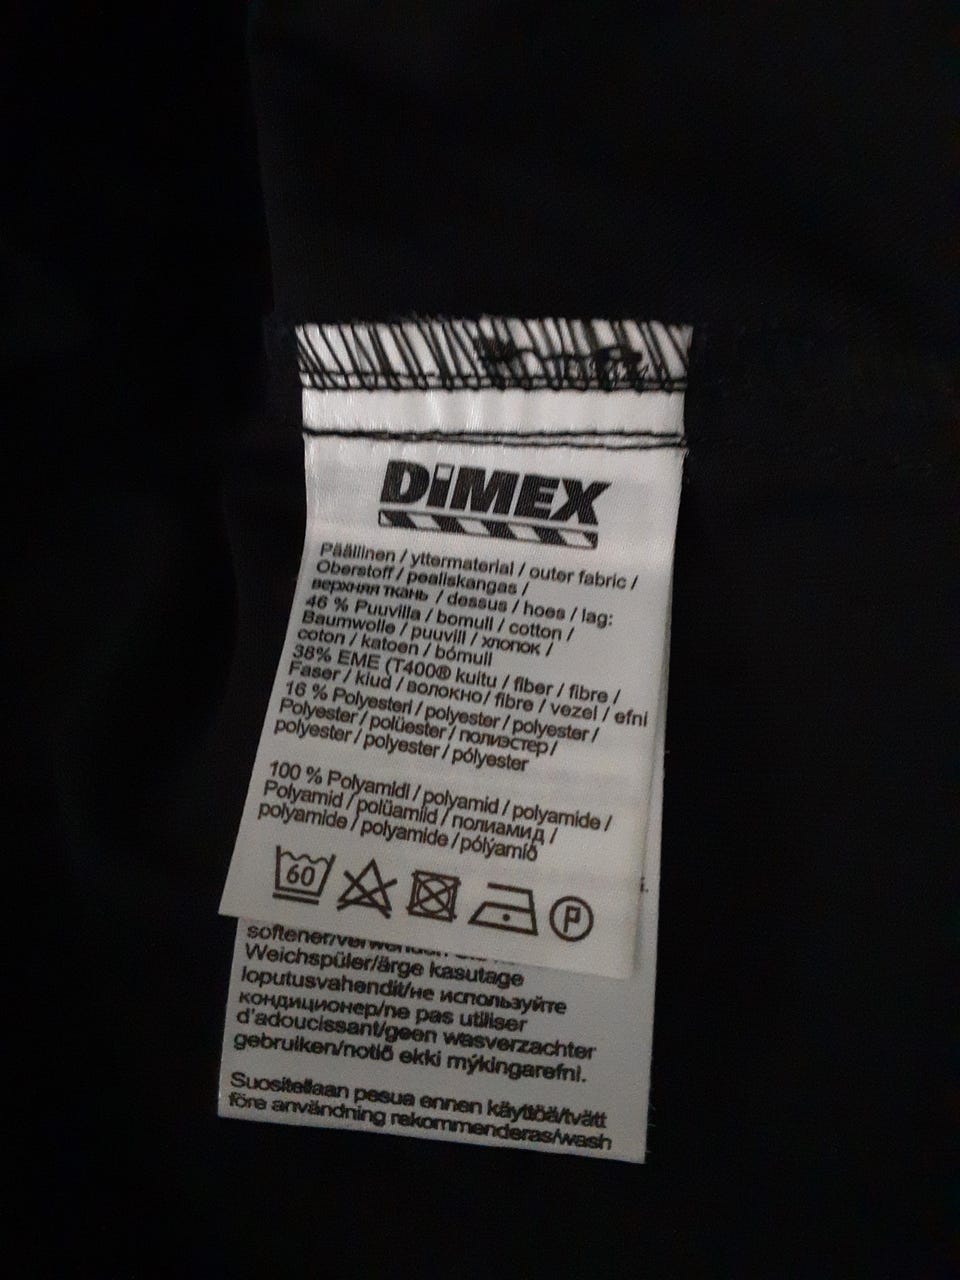 DiMEX
Päällinen / yttermaterial / outer fabric /
Oberstoff / pealiskangas /
верхняя ткань / dessus / hoes / lag:
46 % Puuvilla / bomull / cotton /
Baumwolle / puuvill / хлопок /
coton / katoen / bómull
38% EME (T400® kuitu / fiber / fibre /
Faser / kiud / волокно / fibre / vezel / efni
16 % Polyesteri / polyester / polyester /
Polyester / polüester / полиэстер /
polyester / polyester / pólyester
100 % Polyamidi / polyamid / polyamide /
Polyamid / polüamiid / полиамид /
polyamide / polyamide / pólýamíð
60
P
softener/verwenden
Weichspüler/ärge kasutage
loputusvahendit/не используйте
кондиционер/ne pas utiliser
d'adoucissant/geen wasverzachter
gebruiken/notið ekki mýkingarefni.
Suositellaan pesua ennen käyttöä/tvätt
före användning rekommenderas/wash